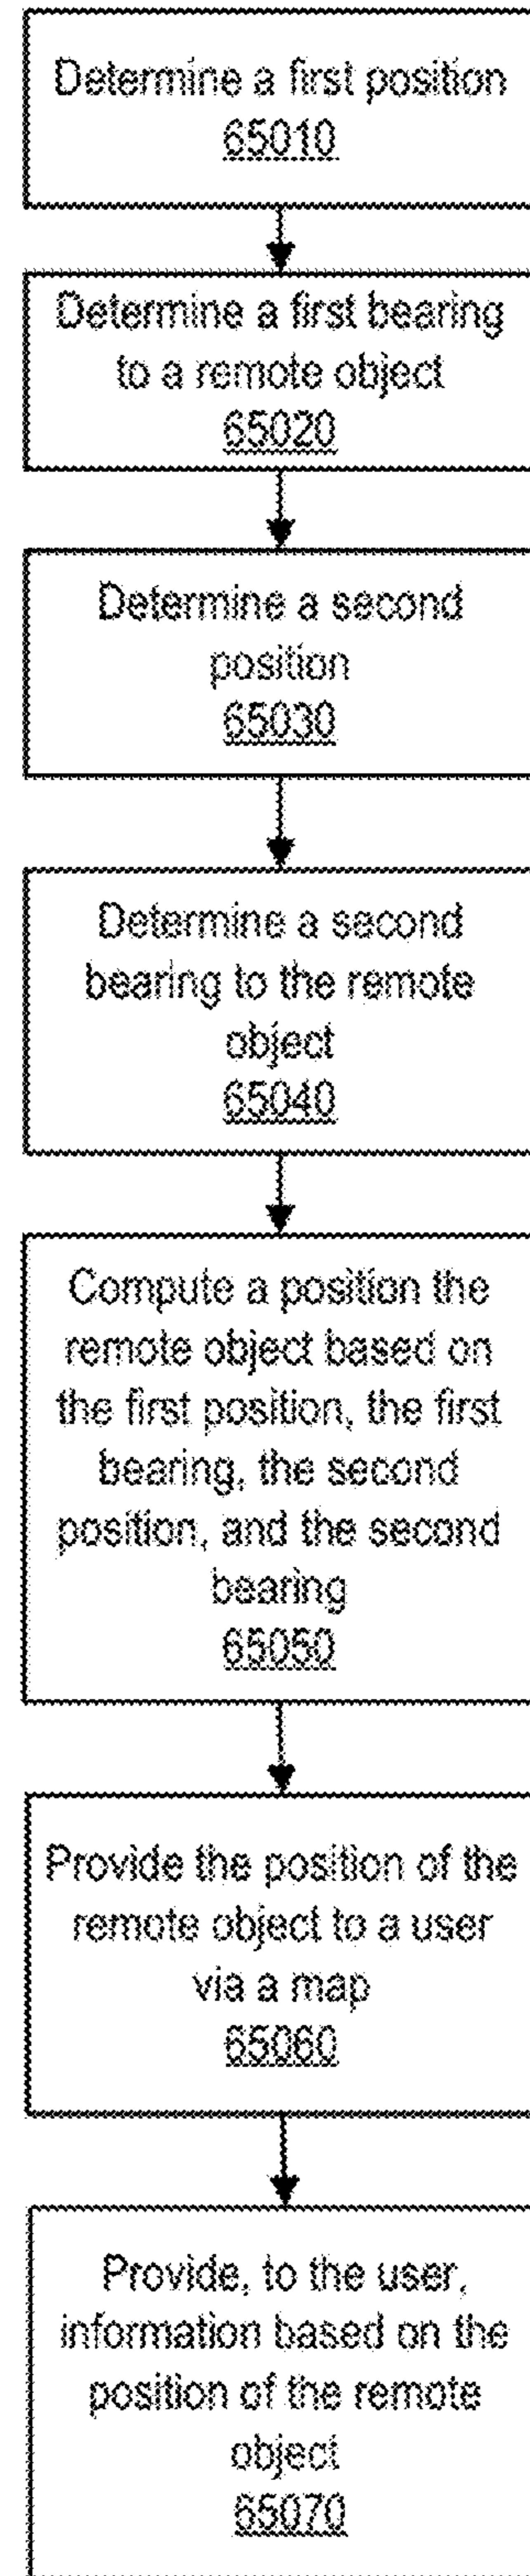 Determine a first position
65010
Determine a first bearing
to a remote object
65020
Determine a second
position
65030
Determine a second
bearing to the remote
object
65040
Compute a position the
remote object based on
the first position, the first
bearing, the second
position, and the second
bearing
65050
Provide the position of the
remote object to a user
via a map
65060
Provide, to the user,
information based on the
position of the remote
object
65070